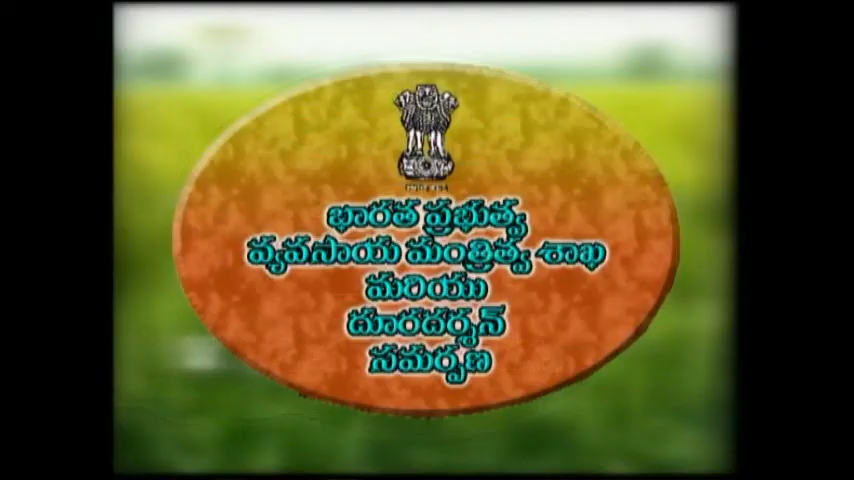 భారత ప్రభుత్వ
వ్యవసాయ మంత్రిత్వ శాఖ
మరియు
దూరదర్శన్
సమర్పణ